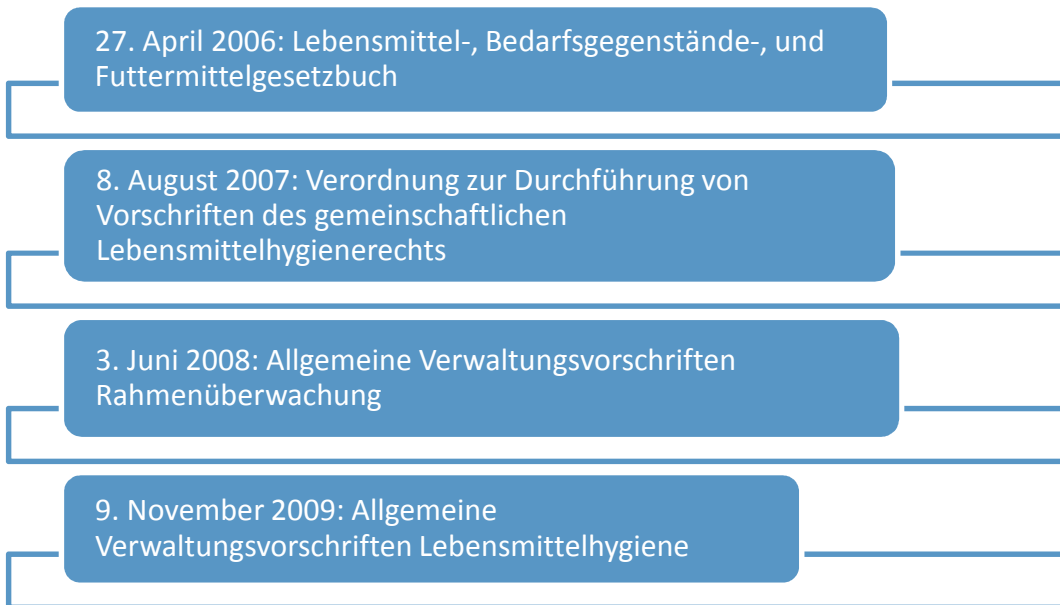 27. April 2006: Lebensmittel-, Bedarfsgegenstände-, und
Futtermittelgesetzbuch
8. August 2007: Verordnung zur Durchführung von
Vorschriften des gemeinschaftlichen
Lebensmittelhygienerechts
3. Juni 2008: Allgemeine Verwaltungsvorschriften
Rahmenüberwachung
9. November 2009: Allgemeine
Verwaltungsvorschriften Lebensmittelhygiene